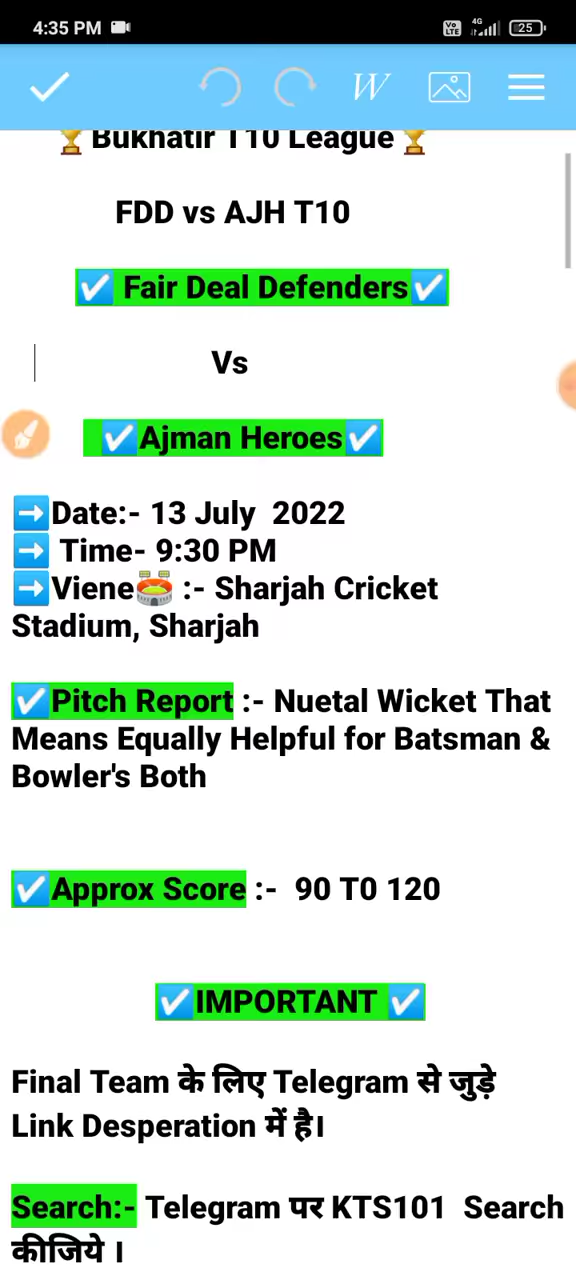 4:35 PM
Vo LTE 4G 25
W
🏆Bukhatir T10 League🏆
FDD vs AJH T10
✅ Fair Deal Defenders✅
Vs
✅Ajman Heroes✅
➡️Date:- 13 July 2022
➡️ Time- 9:30 PM
➡️Viene🏟️ :- Sharjah Cricket
Stadium, Sharjah
✅Pitch Report :- Nuetal Wicket That
Means Equally Helpful for Batsman &
Bowler's Both
✅Approx Score :- 90 T0 120
✅IMPORTANT ✅
Final Team के लिए Telegram से जुड़े
Link Desperation में है।
Search:- Telegram पर KTS101 Search
कीजिये ।